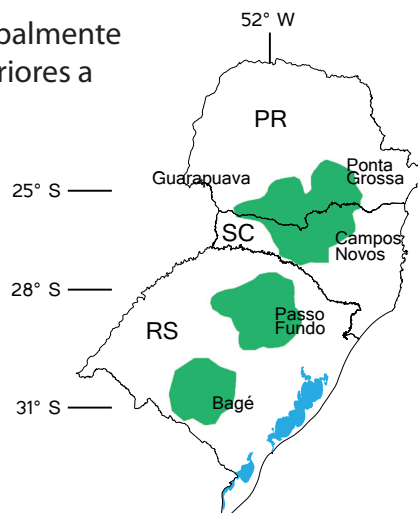 palmente
riores a
52° W
PR
Ponta
Grossa
Guarapuava
25° S
SC
Campos
Novos
28° S
Passo
Fundo
RS
Bagé
31° S